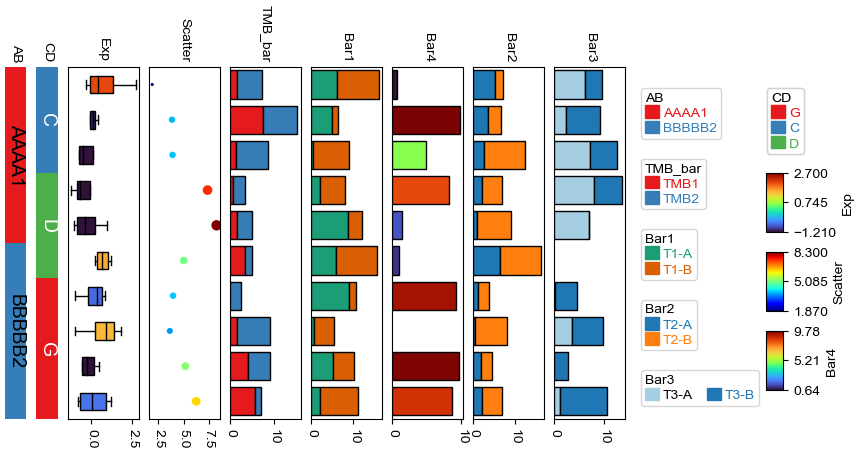 AB
CD
Exp
Scatter
TMB_bar
Bar1
Bar4
Bar2
Bar3
AAAA1
BBBBB2
C
D
G
0.0
2.5
2.5
5.0
7.5
0
10
0
10
0
10
0
10
0
10
AB
AAAA1
BBBBB2
TMB_bar
TMB1
TMB2
Bar1
T1-A
T1-B
Bar2
T2-A
T2-B
Bar3
T3-A T3-B
CD
G
C
D
2.700
0.745
−1.210
Exp
8.300
5.085
1.870
Scatter
9.78
5.21
0.64
Bar4